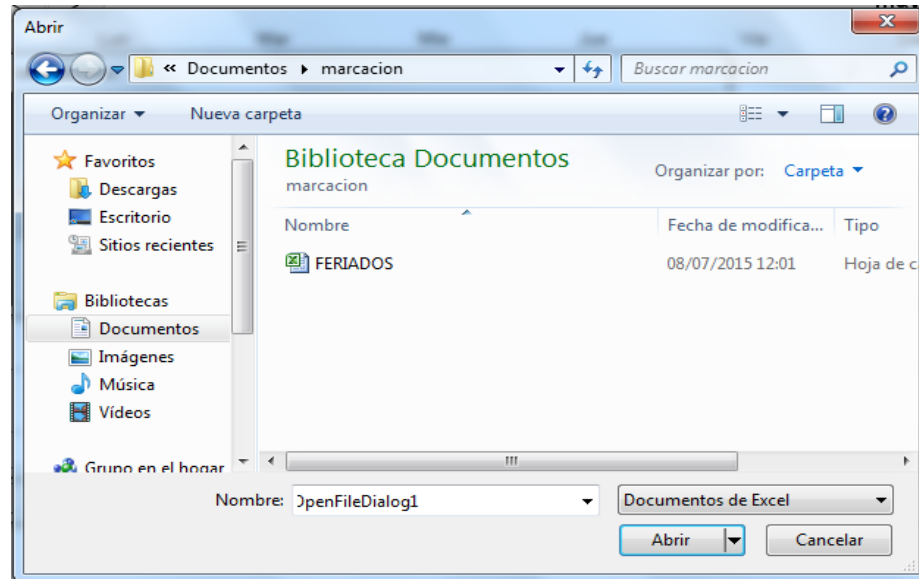 Abrir
« Documentos ▸ marcacion
Buscar marcacion
Organizar
Nueva carpeta
Favoritos
Descargas
Escritorio
Sitios recientes
Bibliotecas
Documentos
Imágenes
Música
Vídeos
Grupo en el hogar
Biblioteca Documentos
marcacion
Organizar por: Carpeta
Nombre
Fecha de modifica...
Tipo
FERIADOS
08/07/2015 12:01
Hoja de c
Nombre: OpenFileDialog1
Documentos de Excel
Abrir
Cancelar